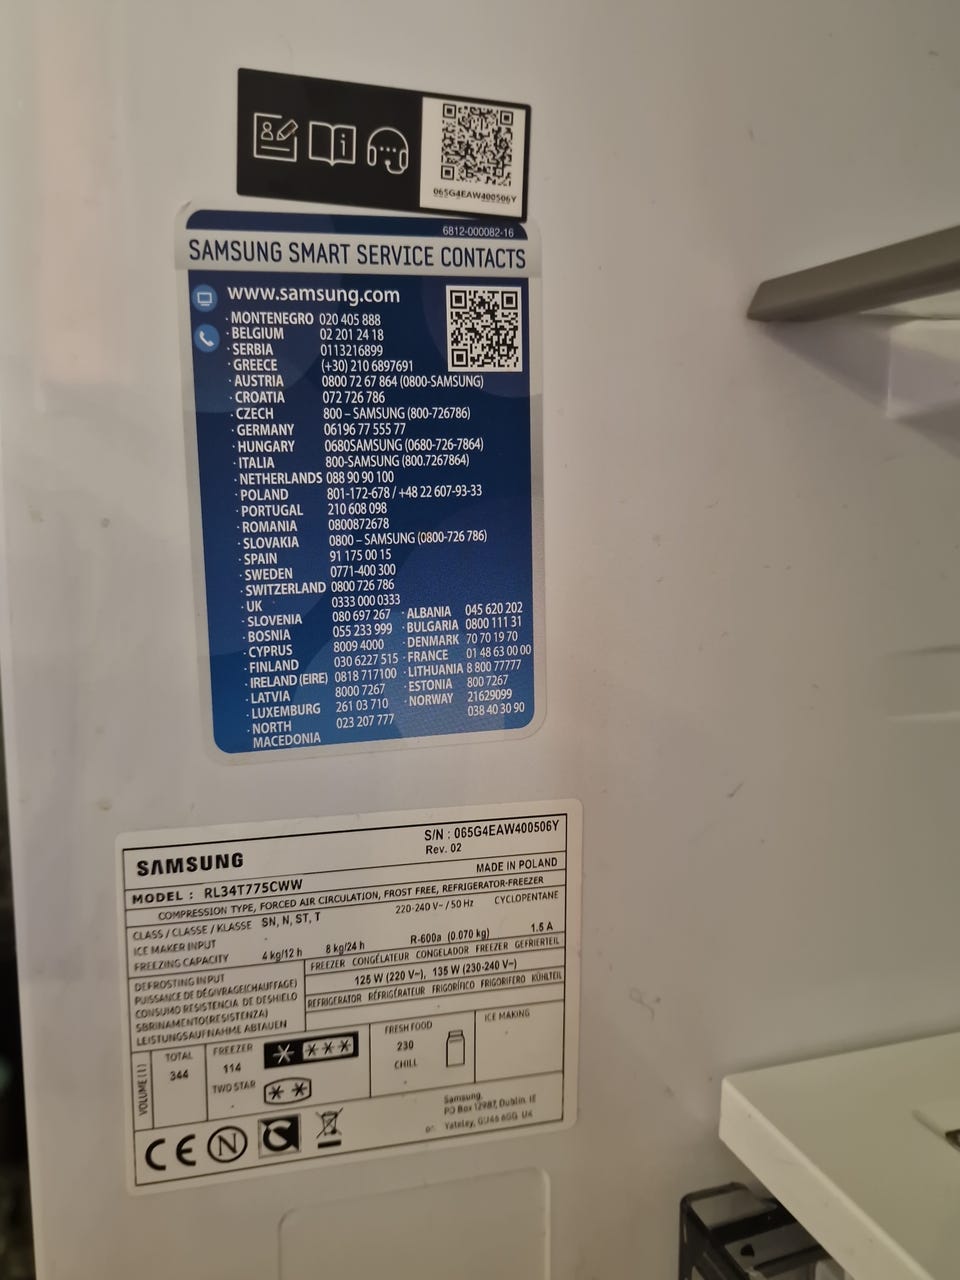 065G4EAW400506Y
6812-000082-16
SAMSUNG SMART SERVICE CONTACTS
www.samsung.com
· MONTENEGRO 020 405 888
· BELGIUM 02 201 24 18
· SERBIA 0113216899
· GREECE (+30) 210 6897691
· AUSTRIA 0800 72 67 864 (0800-SAMSUNG)
· CROATIA 072 726 786
· CZECH 800 – SAMSUNG (800-726786)
· GERMANY 06196 77 555 77
· HUNGARY 0680SAMSUNG (0680-726-7864)
· ITALIA 800-SAMSUNG (800.7267864)
· NETHERLANDS 088 90 90 100
· POLAND 801-172-678 / +48 22 607-93-33
· PORTUGAL 210 608 098
· ROMANIA 0800872678
· SLOVAKIA 0800 – SAMSUNG (0800-726 786)
· SPAIN 91 175 00 15
· SWEDEN 0771-400 300
· SWITZERLAND 0800 726 786
· UK 0333 000 0333
· SLOVENIA 080 697 267 · ALBANIA 045 620 202
· BOSNIA 055 233 999 · BULGARIA 0800 111 31
· CYPRUS 8009 4000 · DENMARK 70 70 19 70
· FINLAND 030 6227 515 · FRANCE 01 48 63 00 00
· IRELAND (EIRE) 0818 717100 · LITHUANIA 8 800 77777
· LATVIA 8000 7267 · ESTONIA 800 7267
· LUXEMBURG 261 03 710 · NORWAY 21629099
· NORTH MACEDONIA 023 207 777 038 40 30 90
SAMSUNG
S/N : 065G4EAW400506Y
Rev. 02
MODEL : RL34T775CWW
MADE IN POLAND
COMPRESSION TYPE, FORCED AIR CIRCULATION, FROST FREE, REFRIGERATOR-FREEZER
CLASS / CLASSE / KLASSE SN, N, ST, T 220-240 V~ / 50 Hz CYCLOPENTANE
ICE MAKER INPUT -
FREEZING CAPACITY 4 kg/12 h 8 kg/24 h R-600a (0.070 kg) 1.5 A
DEFROSTING INPUT
PUISSANCE DE DÉGIVRAGE(CHAUFFAGE)
CONSUMO RESISTENCIA DE DESHIELO
SBRINAMENTO(RESISTENZA)
LEISTUNGSAUFNAHME ABTAUEN
FREEZER CONGÉLATEUR CONGELADOR FREEZER GEFRIERTEIL
125 W (220 V~), 135 W (230-240 V~)
REFRIGERATOR RÉFRIGÉRATEUR FRIGORÍFICO FRIGORIFERO KÜHLTEIL
VOLUME ( l )
TOTAL
344
FREEZER
114
TWO STAR
-
FRESH FOOD
230
CHILL
-
ICE MAKING
-
CE N
Samsung,
PO Box 12987, Dublin. IE
or Yateley, GU46 6GG. UK